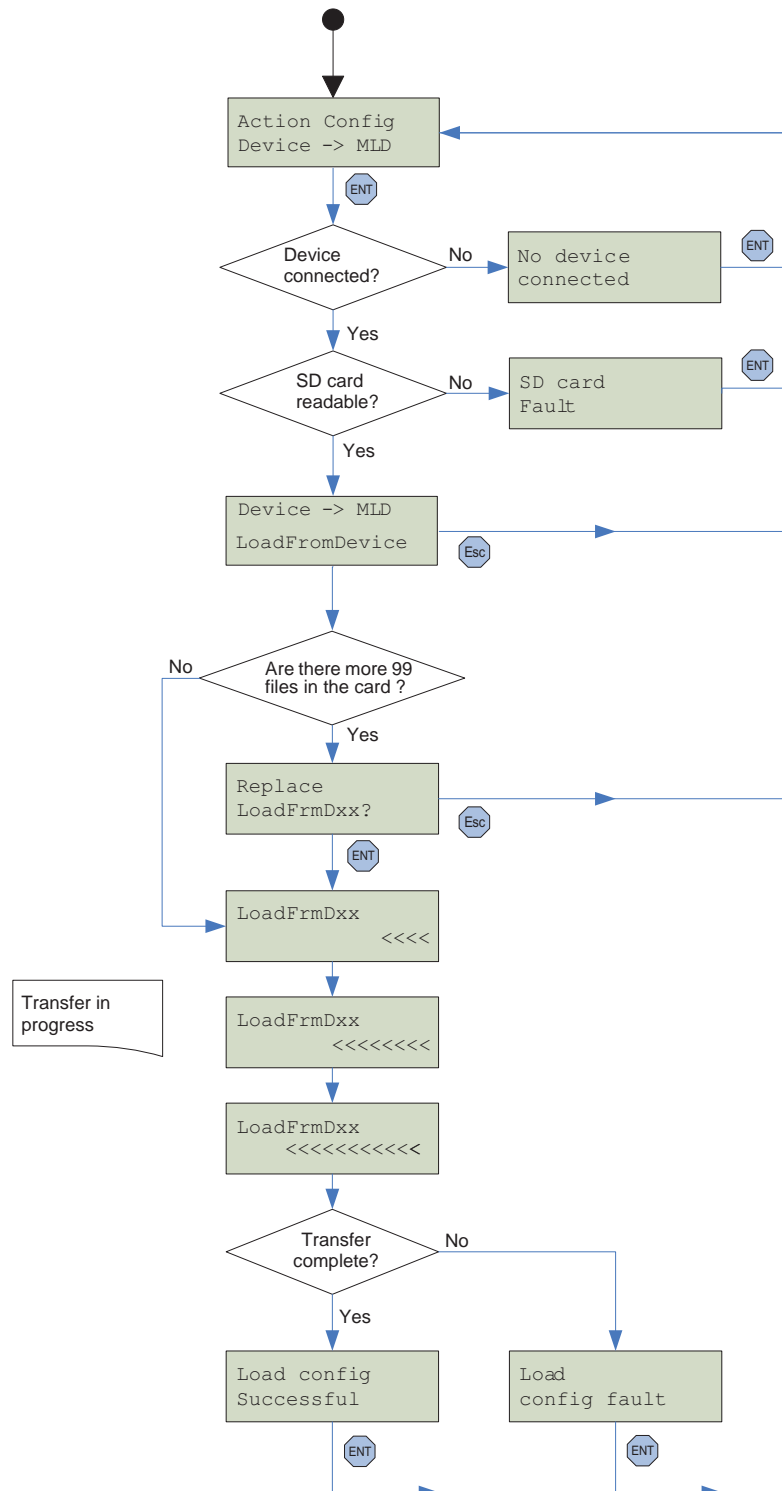 Action Config
Device -> MLD
ENT
Device
connected?
No
No device
connected
ENT
Yes
SD card
readable?
No
SD card
Fault
ENT
Yes
Device -> MLD
LoadFromDevice
Esc
No
Are there more 99
files in the card ?
Yes
Replace
LoadFrmDxx?
Esc
ENT
LoadFrmDxx
<<<<
Transfer in
progress
LoadFrmDxx
<<<<<<<<
LoadFrmDxx
<<<<<<<<<<<
Transfer
complete?
No
Yes
Load config
Successful
Load
config fault
ENT
ENT